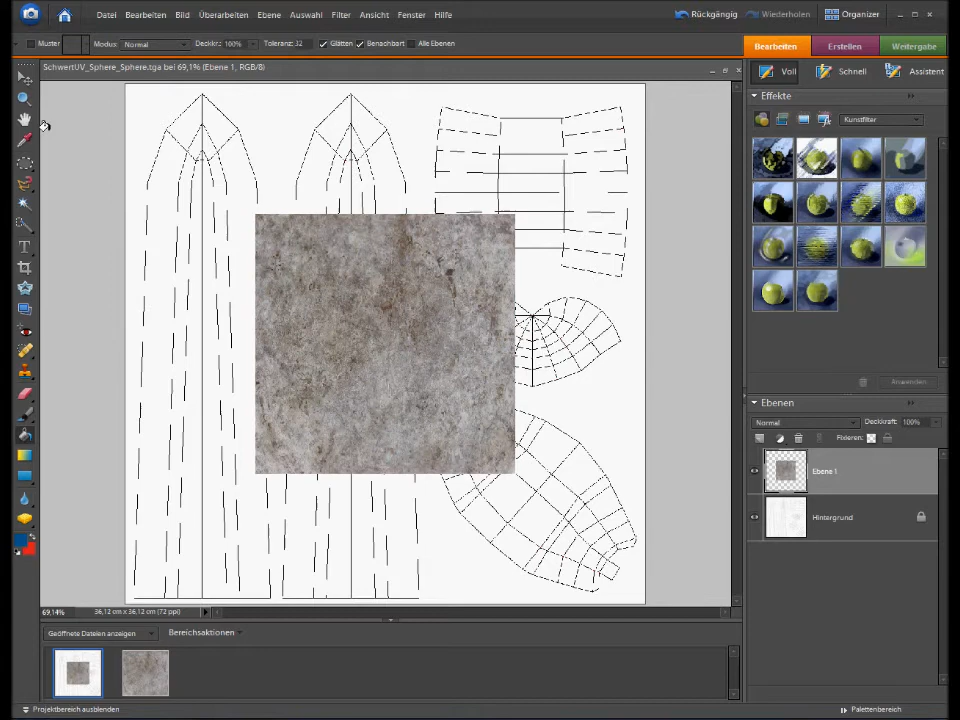 Datei Bearbeiten Bild Überarbeiten Ebene Auswahl Filter Ansicht Fenster Hilfe Rückgängig Wiederholen Organizer
Muster Modus: Normal Deckkr.: 100% Toleranz: 32 Glätten Benachbart Alle Ebenen
Bearbeiten Erstellen Weitergabe
SchwertUV_Sphere_Sphere.tga bei 69,1% (Ebene 1, RGB/8)
Voll Schnell Assistent
Effekte
Kunstfilter
Anwenden
Ebenen
Normal Deckkraft: 100%
Fixieren:
Ebene 1
Hintergrund
69,14% 36,12 cm x 36,12 cm (72 ppi)
Geöffnete Dateien anzeigen Bereichsaktionen
Projektbereich ausblenden Palettenbereich